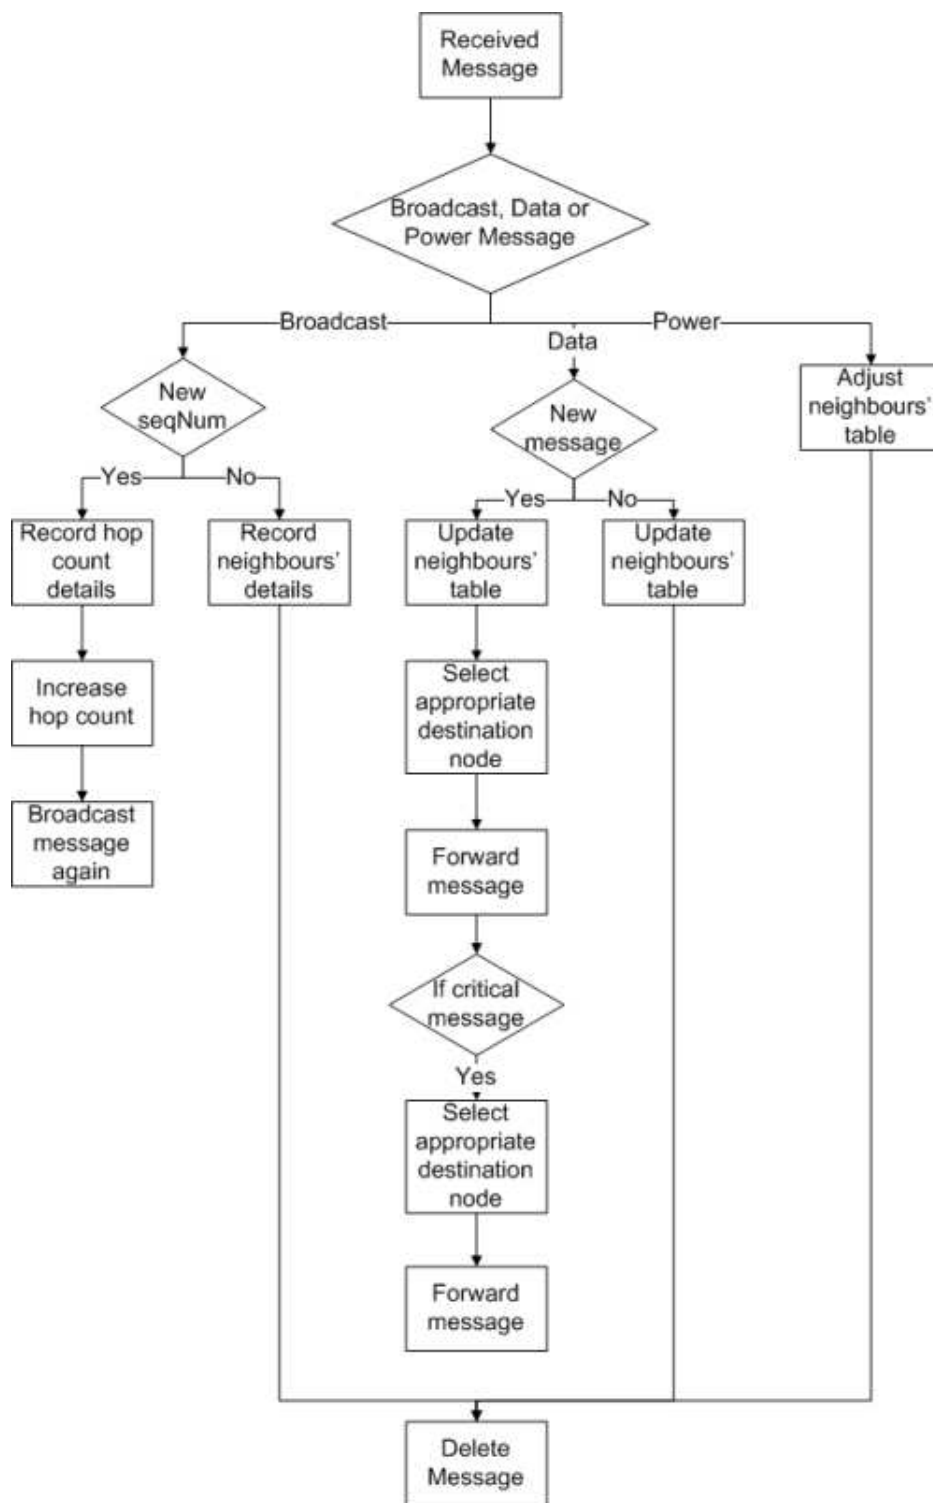 Received
Message
Broadcast, Data or
Power Message
Broadcast
Data
Power
New
seqNum
New
message
Adjust
neighbours'
table
Yes
No
Yes
No
Record hop
count
details
Record
neighbours'
details
Update
neighbours'
table
Update
neighbours'
table
Increase
hop count
Select
appropriate
destination
node
Broadcast
message
again
Forward
message
If critical
message
Yes
Select
appropriate
destination
node
Forward
message
Delete
Message